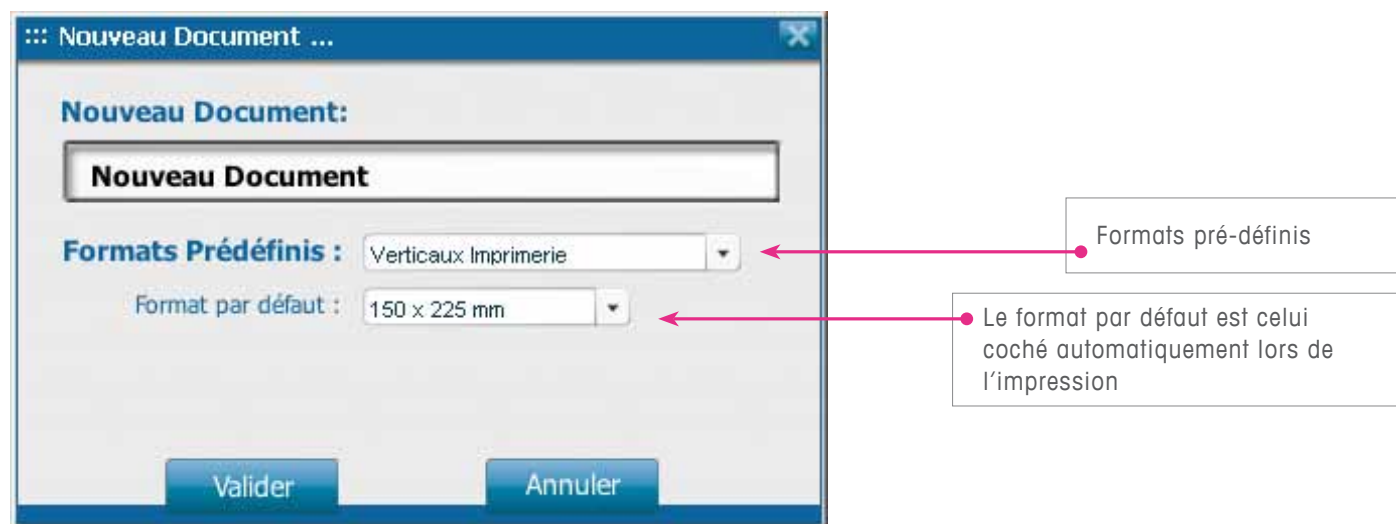 ::: Nouveau Document ...
Nouveau Document:
Nouveau Document
Formats Prédéfinis : Verticaux Imprimerie
Format par défaut : 150 x 225 mm
Valider Annuler
Formats pré-définis
Le format par défaut est celui
coché automatiquement lors de
l'impression